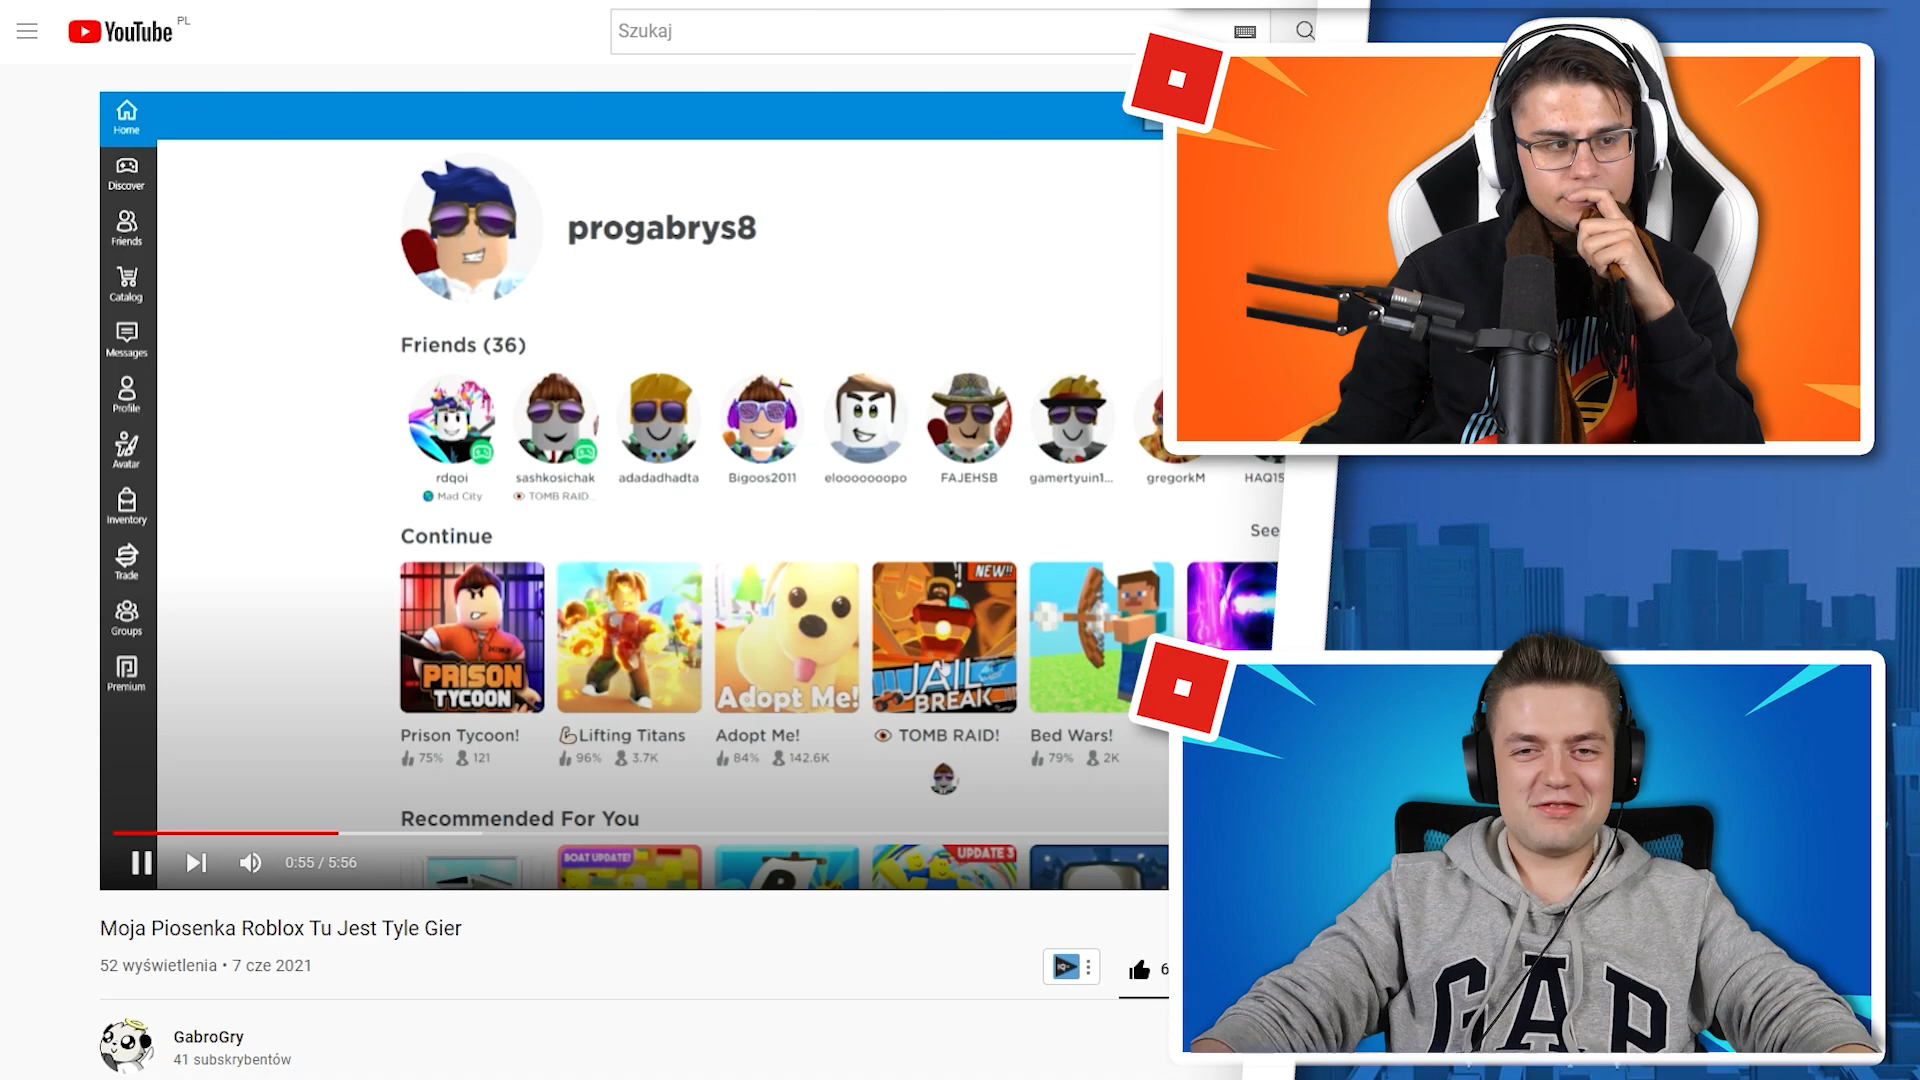 YouTube PL
Szukaj
Home
Discover
Friends
Catalog
Messages
Profile
Avatar
Inventory
Trade
Groups
Premium
progabrys8
Friends (36)
rdqoi
sashkosichak
adadadhadta
Bigoos2011
elooooooopo
FAJEHSB
gamertyuin1...
gregorkM
HAQ15
Mad City
TOMB RAID...
Continue
See
PRISON
TYCOON
Adopt Me!
NEW!!
JAIL
BREAK
Prison Tycoon!
Lifting Titans
Adopt Me!
TOMB RAID!
Bed Wars!
75% 121
96% 3.7K
84% 142.6K
79% 2K
Recommended For You
BOAT UPDATE!
UPDATE 3
0:55 / 5:56
Moja Piosenka Roblox Tu Jest Tyle Gier
52 wyświetlenia • 7 cze 2021
6
GabroGry
41 subskrybentów
GAP